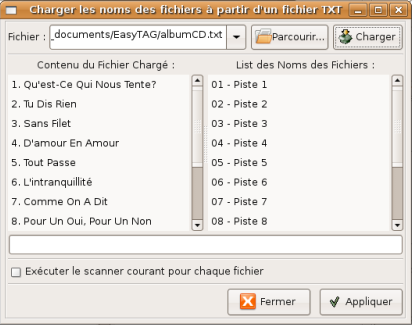 Charger les noms des fichiers à partir d'un fichier TXT
Fichier : _documents/EasyTAG/albumCD.txt Parcourir... Charger
Contenu du Fichier Chargé : List des Noms des Fichiers :
1. Qu'est-Ce Qui Nous Tente? 01 - Piste 1
2. Tu Dis Rien 02 - Piste 2
3. Sans Filet 03 - Piste 3
4. D'amour En Amour 04 - Piste 4
5. Tout Passe 05 - Piste 5
6. L'intranquillité 06 - Piste 6
7. Comme On A Dit 07 - Piste 7
8. Pour Un Oui, Pour Un Non 08 - Piste 8
Exécuter le scanner courant pour chaque fichier
Fermer Appliquer